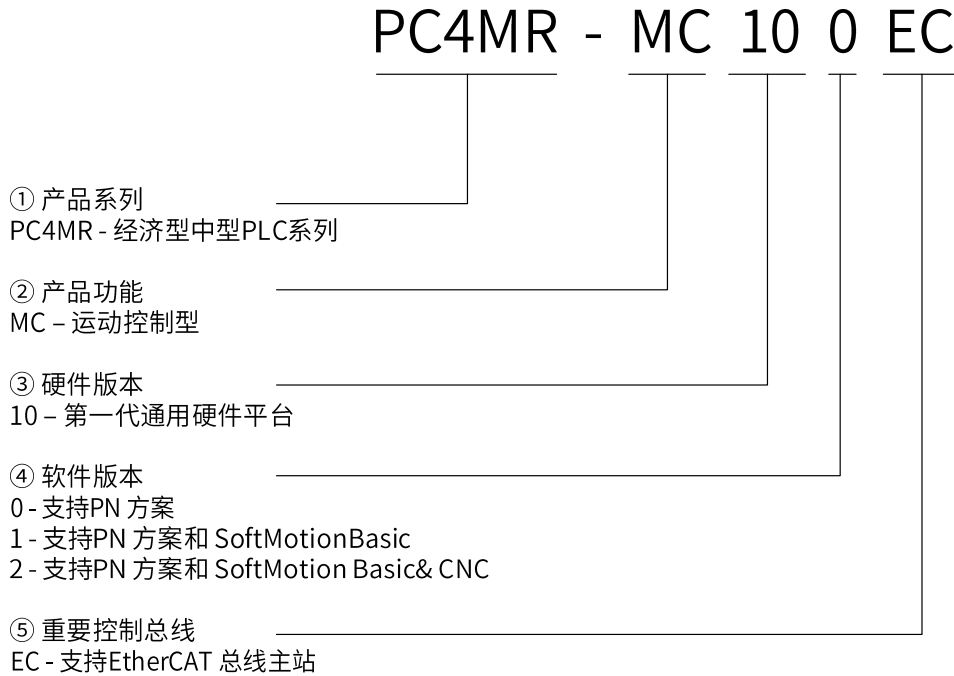 PC4MR - MC 10 0 EC
① 产品系列
PC4MR - 经济型中型PLC系列
② 产品功能
MC – 运动控制型
③ 硬件版本
10 – 第一代通用硬件平台
④ 软件版本
0 - 支持PN 方案
1 - 支持PN 方案和 SoftMotionBasic
2 - 支持PN 方案和 SoftMotion Basic& CNC
⑤ 重要控制总线
EC - 支持EtherCAT 总线主站